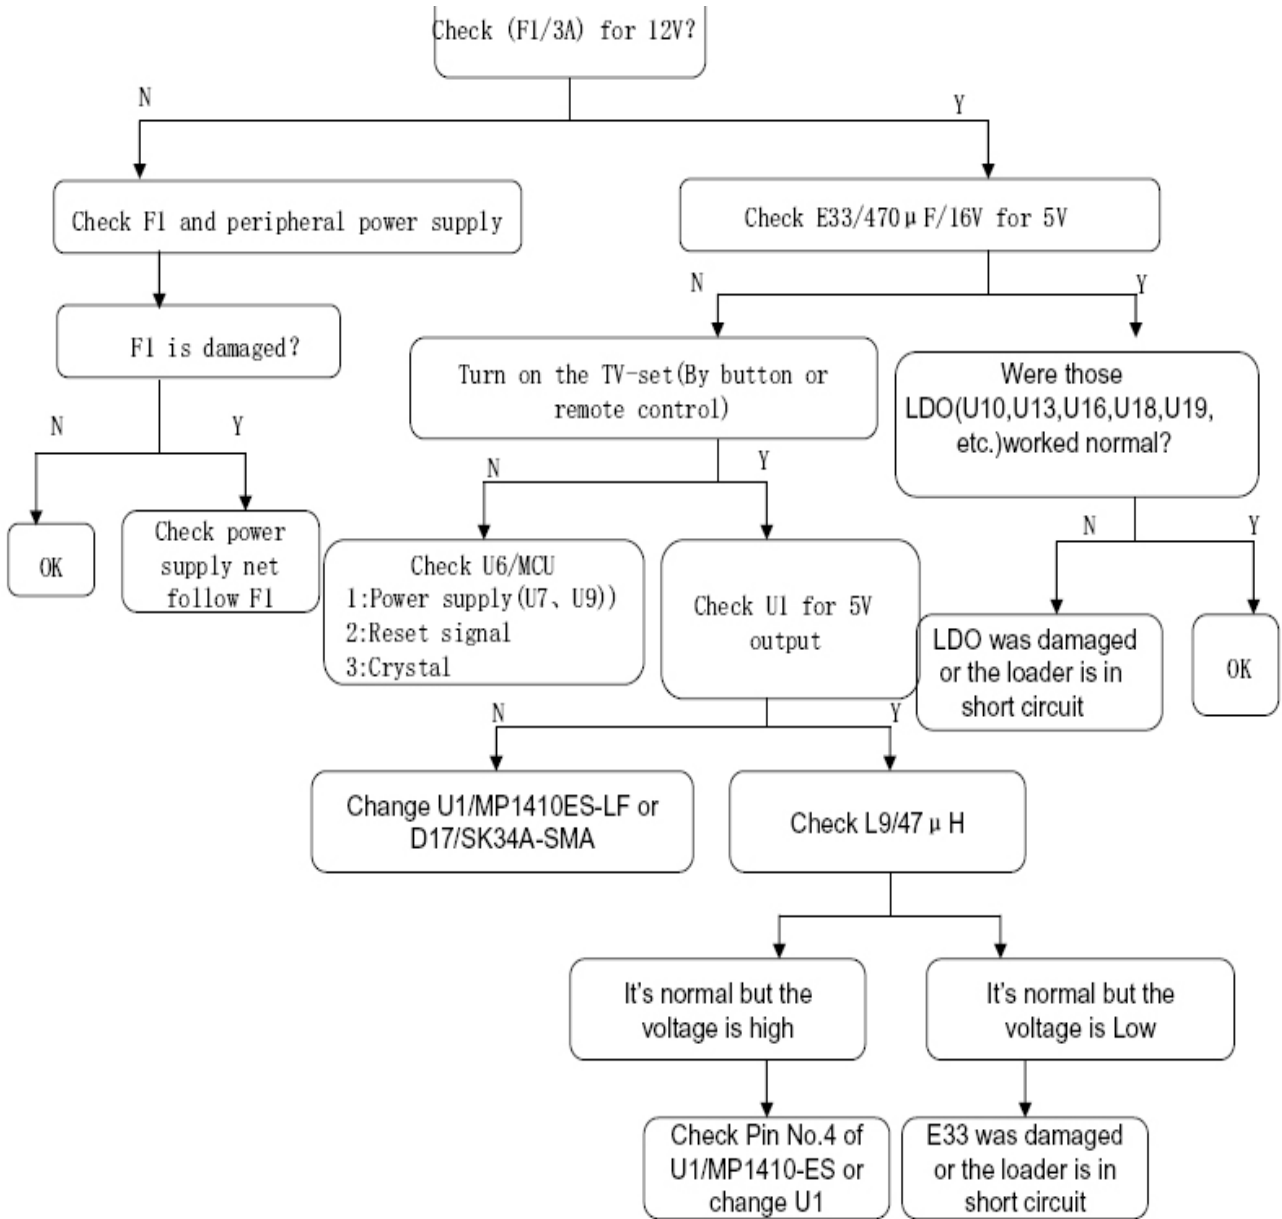 Check (F1/3A) for 12V?
N
Y
Check F1 and peripheral power supply
Check E33/470μF/16V for 5V
N
Y
F1 is damaged?
Turn on the TV-set(By button or
remote control)
Were those
LDO(U10,U13,U16,U18,U19,
etc.)worked normal?
N
Y
N
Y
N
Y
OK
Check power
supply net
follow F1
Check U6/MCU
1:Power supply(U7、U9))
2:Reset signal
3:Crystal
Check U1 for 5V
output
LDO was damaged
or the loader is in
short circuit
OK
N
Y
Change U1/MP1410ES-LF or
D17/SK34A-SMA
Check L9/47μH
It's normal but the
voltage is high
It's normal but the
voltage is Low
Check Pin No.4 of
U1/MP1410-ES or
change U1
E33 was damaged
or the loader is in
short circuit